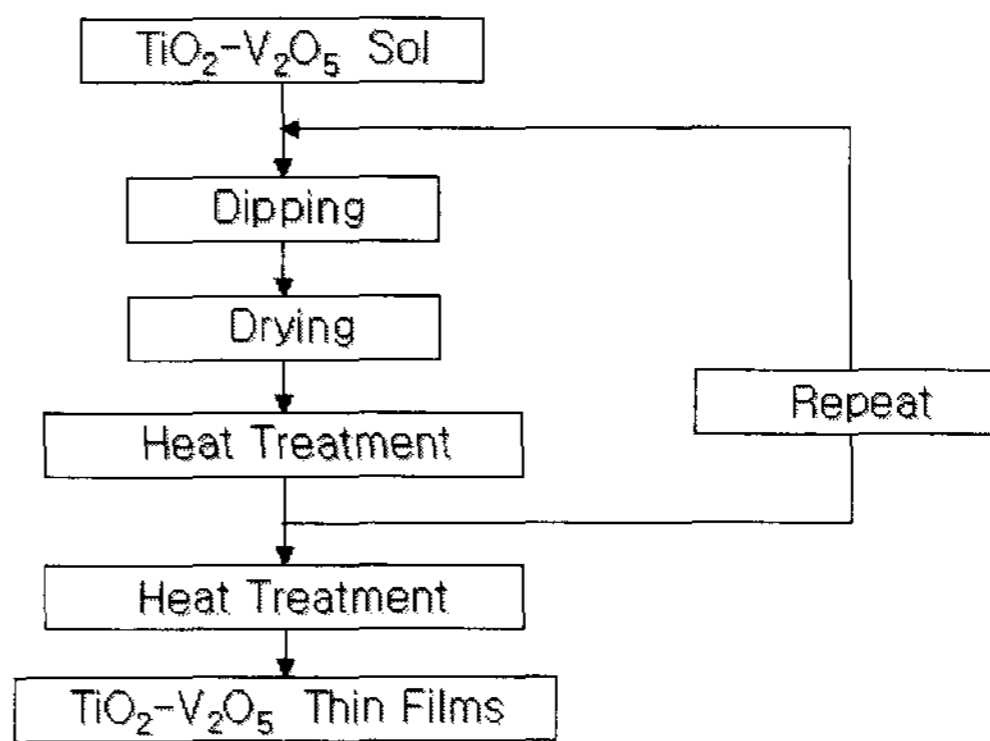 TiO₂-V₂O₅ Sol
Dipping
Drying
Heat Treatment
Repeat
Heat Treatment
TiO₂-V₂O₅ Thin Films